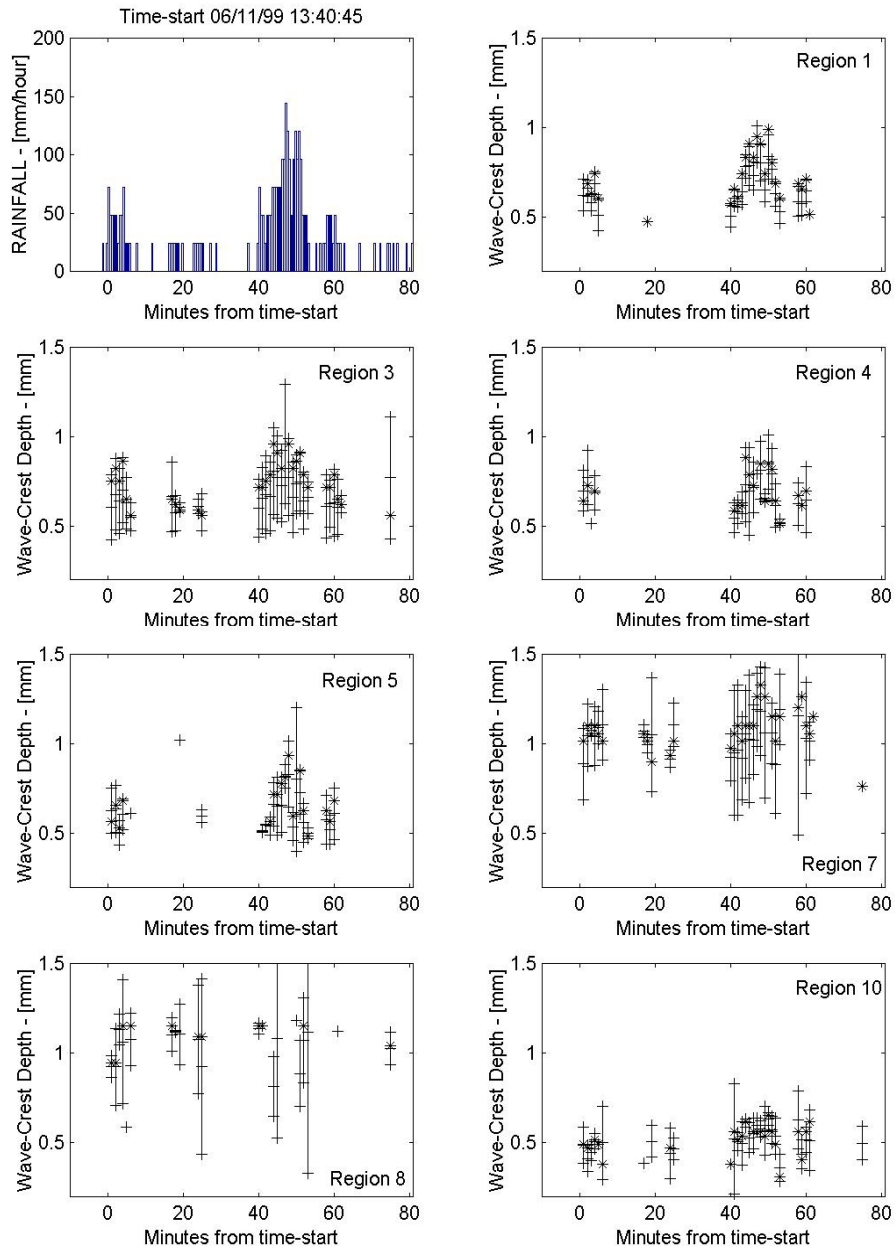 Time-start 06/11/99 13:40:45
200
150
100
50
0
RAINFALL - [mm/hour]
0 20 40 60 80
Minutes from time-start
1.5
1
0.5
Wave-Crest Depth - [mm]
Region 1
0 20 40 60 80
Minutes from time-start
1.5
1
0.5
Wave-Crest Depth - [mm]
Region 3
0 20 40 60 80
Minutes from time-start
1.5
1
0.5
Wave-Crest Depth - [mm]
Region 4
0 20 40 60 80
Minutes from time-start
1.5
1
0.5
Wave-Crest Depth - [mm]
Region 5
0 20 40 60 80
Minutes from time-start
1.5
1
0.5
Wave-Crest Depth - [mm]
Region 7
0 20 40 60 80
Minutes from time-start
1.5
1
0.5
Wave-Crest Depth - [mm]
Region 8
0 20 40 60 80
Minutes from time-start
1.5
1
0.5
Wave-Crest Depth - [mm]
Region 10
0 20 40 60 80
Minutes from time-start